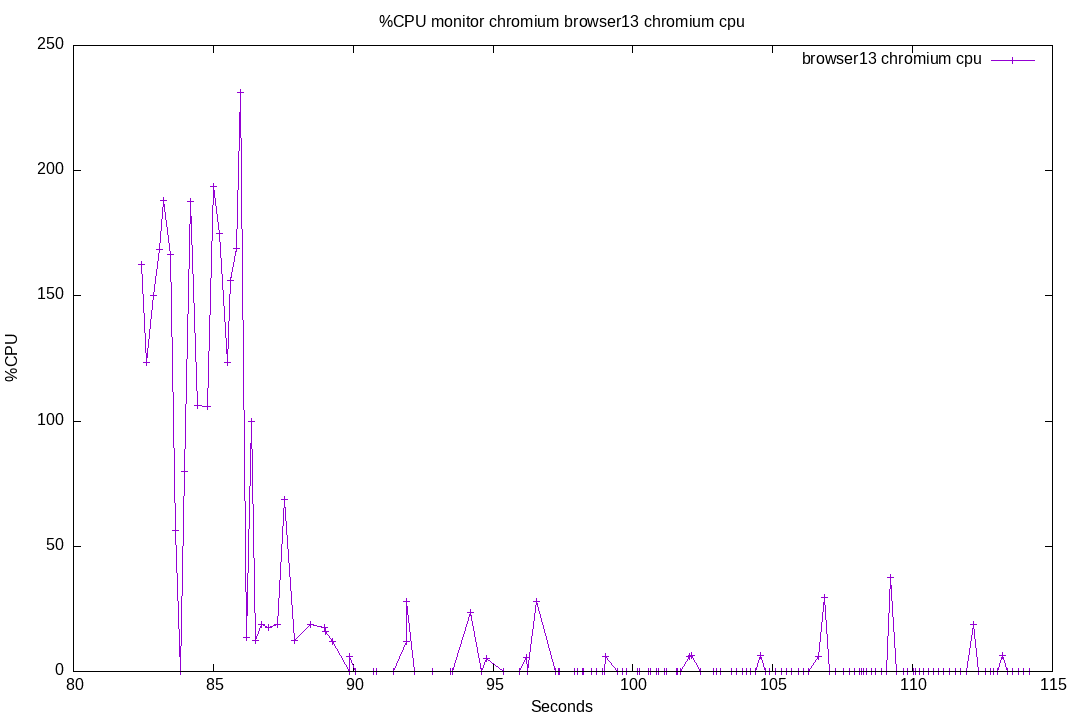 %CPU monitor chromium browser13 chromium cpu
browser13 chromium cpu
250
200
150
100
50
0
%CPU
80 85 90 95 100 105 110 115
Seconds